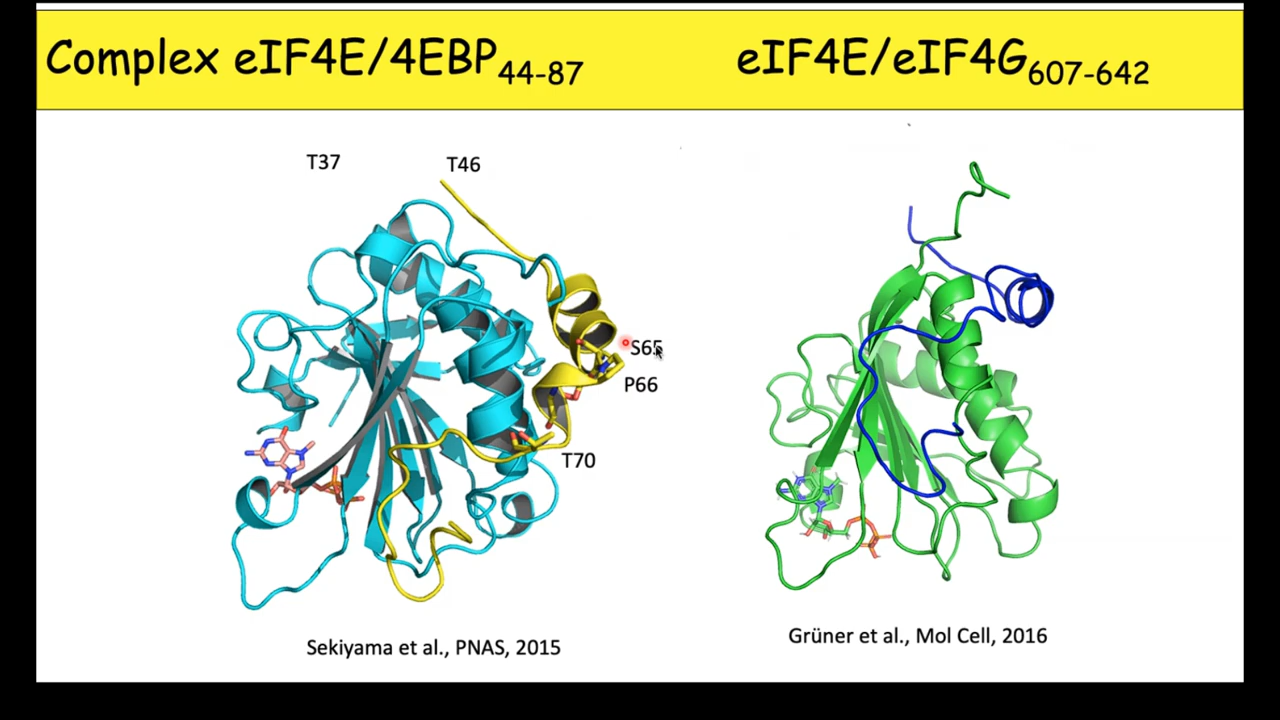 Complex eIF4E/4EBP44-87
eIF4E/eIF4G607-642
T37
T46
S65
P66
T70
Sekiyama et al., PNAS, 2015
Grüner et al., Mol Cell, 2016